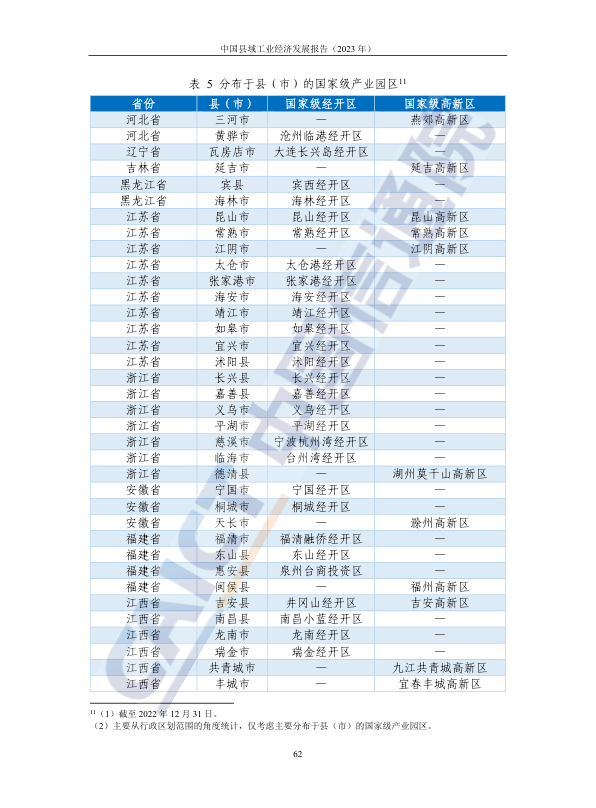 中国县域工业经济发展报告（2023 年）
表 5 分布于县（市）的国家级产业园区11
省份 县（市） 国家级经开区 国家级高新区
河北省 三河市 — 燕郊高新区
河北省 黄骅市 沧州临港经开区 —
辽宁省 瓦房店市 大连长兴岛经开区 —
吉林省 延吉市 — 延吉高新区
黑龙江省 宾县 宾西经开区 —
黑龙江省 海林市 海林经开区 —
江苏省 昆山市 昆山经开区 昆山高新区
江苏省 常熟市 常熟经开区 常熟高新区
江苏省 江阴市 — 江阴高新区
江苏省 太仓市 太仓港经开区 —
江苏省 张家港市 张家港经开区 —
江苏省 海安市 海安经开区 —
江苏省 靖江市 靖江经开区 —
江苏省 如皋市 如皋经开区 —
江苏省 宜兴市 宜兴经开区 —
江苏省 沭阳县 沭阳经开区 —
浙江省 长兴县 长兴经开区 —
浙江省 嘉善县 嘉善经开区 —
浙江省 义乌市 义乌经开区 —
浙江省 平湖市 平湖经开区 —
浙江省 慈溪市 宁波杭州湾经开区 —
浙江省 临海市 台州湾经开区 —
浙江省 德清县 — 湖州莫干山高新区
安徽省 宁国市 宁国经开区 —
安徽省 桐城市 桐城经开区 —
安徽省 天长市 — 滁州高新区
福建省 福清市 福清融侨经开区 —
福建省 东山县 东山经开区 —
福建省 惠安县 泉州台商投资区 —
福建省 闽侯县 — 福州高新区
江西省 吉安县 井冈山经开区 吉安高新区
江西省 南昌县 南昌小蓝经开区 —
江西省 龙南市 龙南经开区 —
江西省 瑞金市 瑞金经开区 —
江西省 共青城市 — 九江共青城高新区
江西省 丰城市 — 宜春丰城高新区
CAICT 中国信通院
11（1）截至 2022 年 12 月 31 日。
（2）主要从行政区划范围的角度统计，仅考虑主要分布于县（市）的国家级产业园区。
62